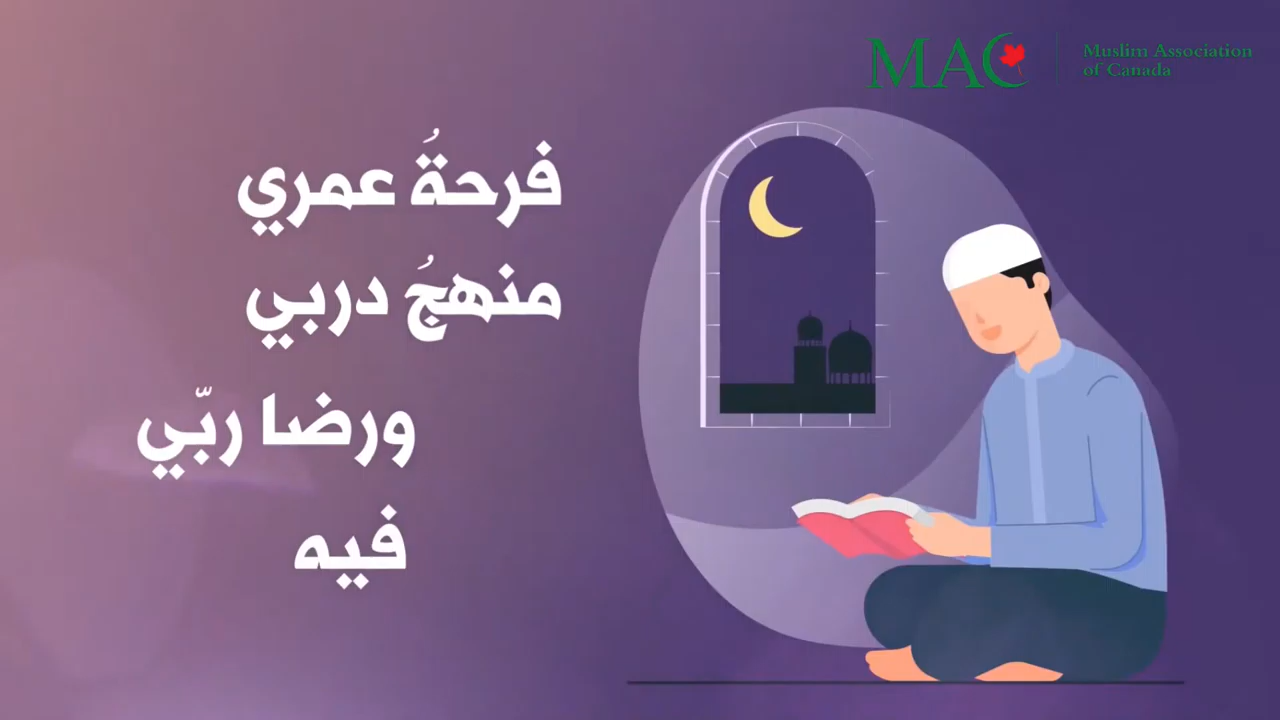 MAC
Muslim Association
of Canada
فرحةُ عمري
منهجُ دربي
ورضا ربّي
فيه